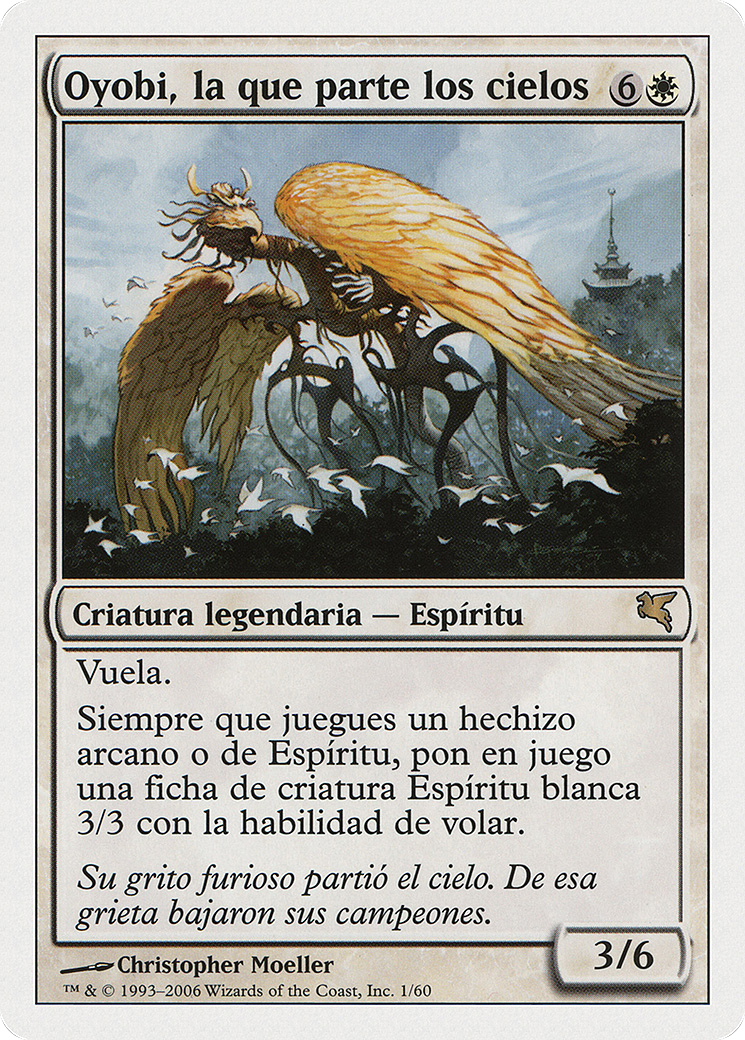 Oyobi, la que parte los cielos 6
Criatura legendaria — Espíritu
Vuela.
Siempre que juegues un hechizo
arcano o de Espíritu, pon en juego
una ficha de criatura Espíritu blanca
3/3 con la habilidad de volar.
Su grito furioso partió el cielo. De esa
grieta bajaron sus campeones.
3/6
Christopher Moeller
™ & © 1993–2006 Wizards of the Coast, Inc. 1/60